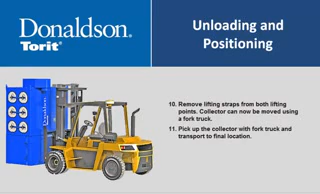 Donaldson®
Torit®
Unloading and
Positioning
10. Remove lifting straps from both lifting
points. Collector can now be moved using
a fork truck.
11. Pick up the collector with fork truck and
transport to final location.
Donaldson